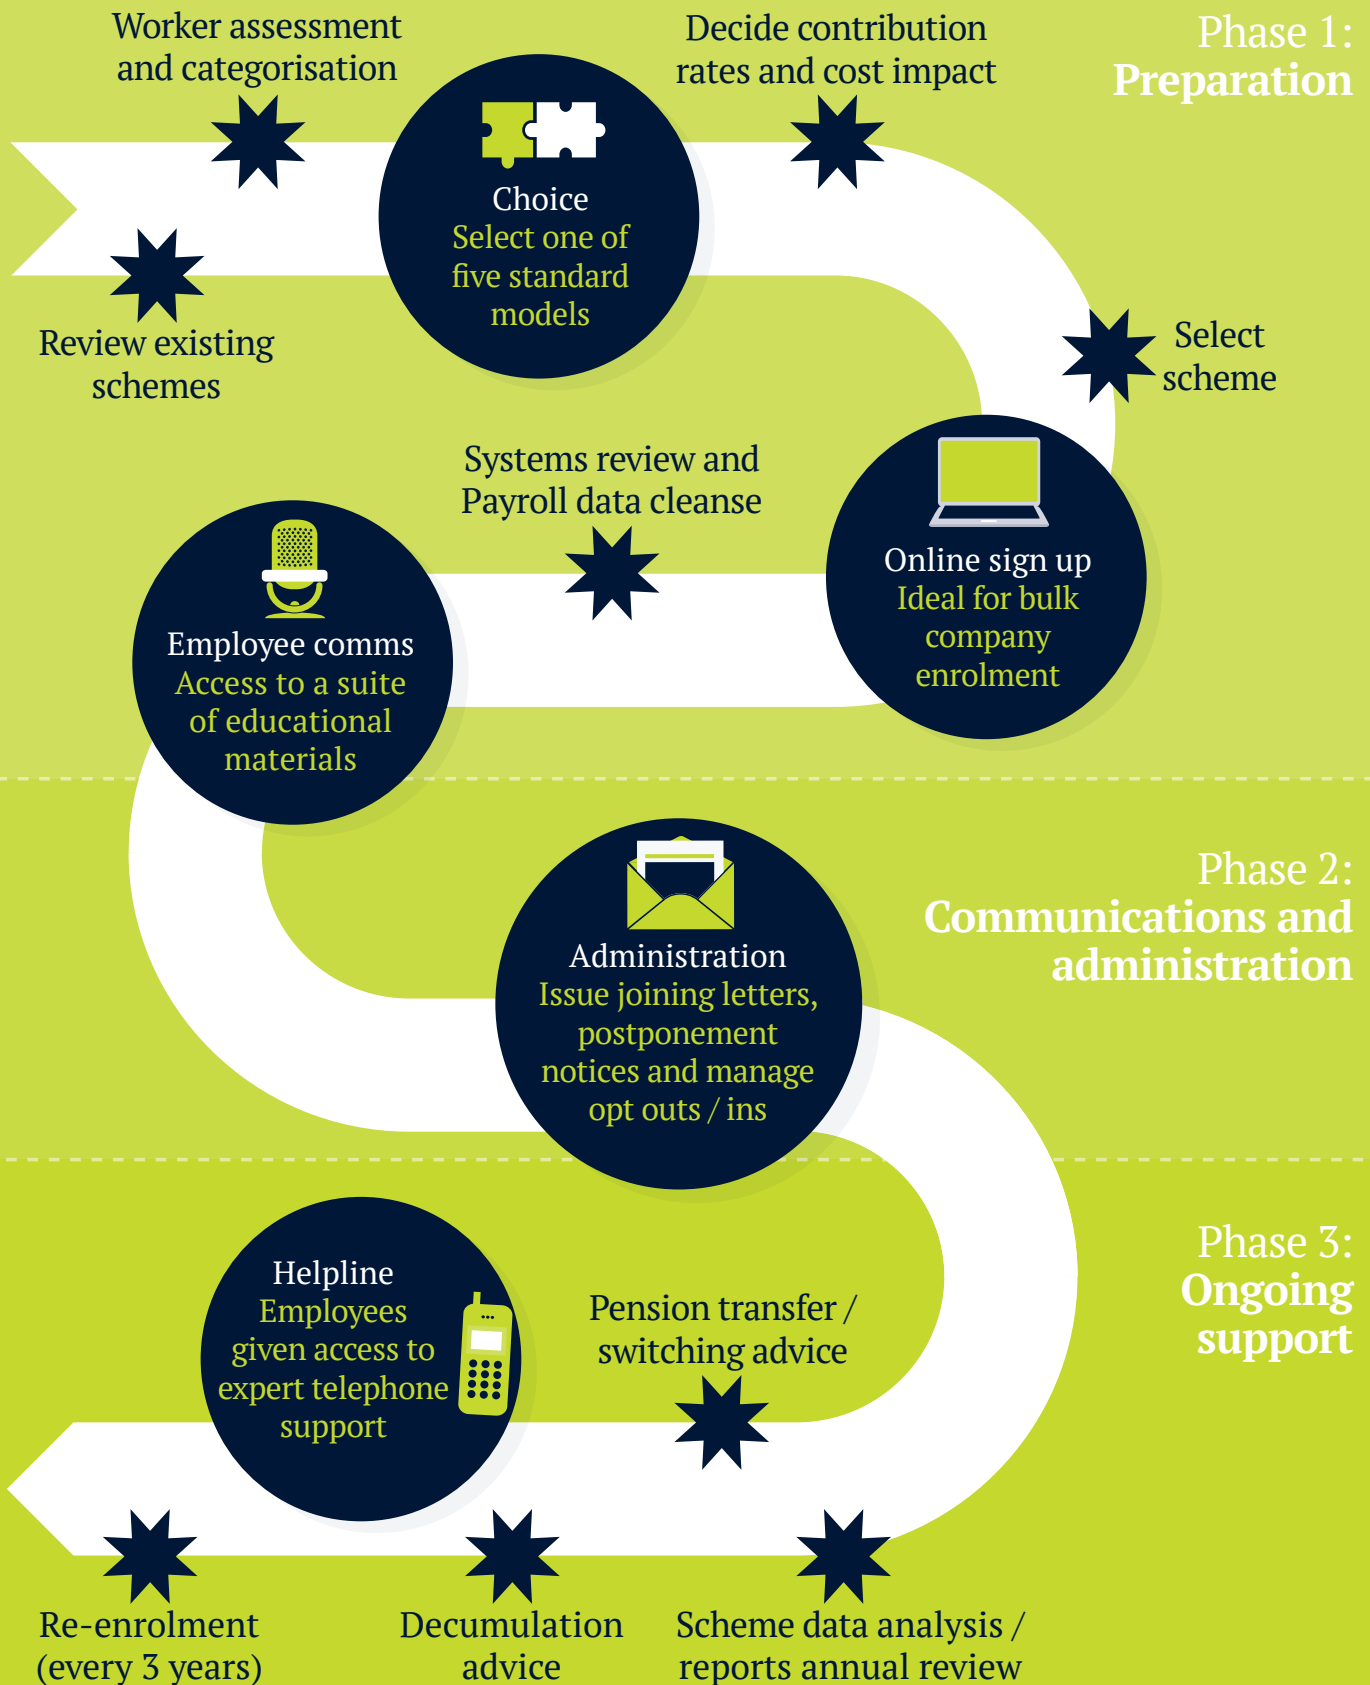 Worker assessment
and categorisation
Decide contribution
rates and cost impact
Phase 1:
Preparation
Choice
Select one of
five standard
models
Review existing
schemes
Select
scheme
Systems review and
Payroll data cleanse
Online sign up
Ideal for bulk
company
enrolment
Employee comms
Access to a suite
of educational
materials
Phase 2:
Communications and
administration
Administration
Issue joining letters,
postponement
notices and manage
opt outs / ins
Phase 3:
Ongoing
support
Helpline
Employees
given access to
expert telephone
support
Pension transfer /
switching advice
Re-enrolment
(every 3 years)
Decumulation
advice
Scheme data analysis /
reports annual review